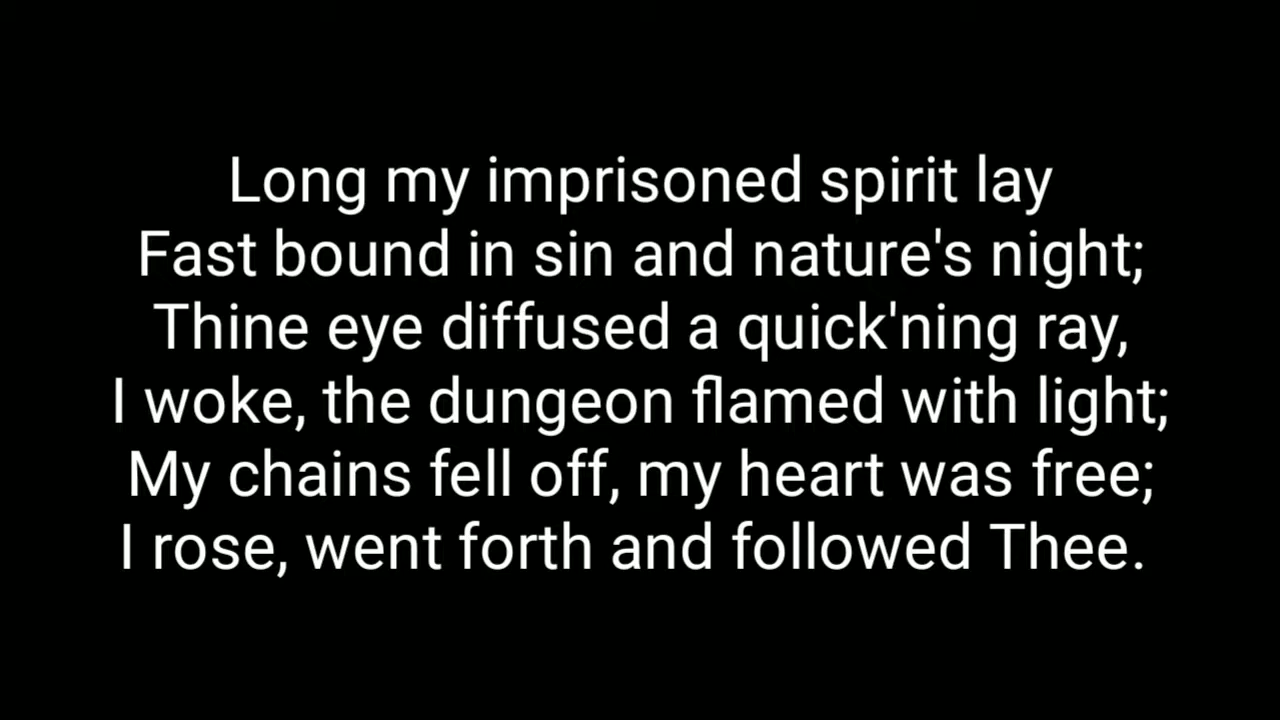 Long my imprisoned spirit lay
Fast bound in sin and nature's night;
Thine eye diffused a quick'ning ray,
I woke, the dungeon flamed with light;
My chains fell off, my heart was free;
I rose, went forth and followed Thee.